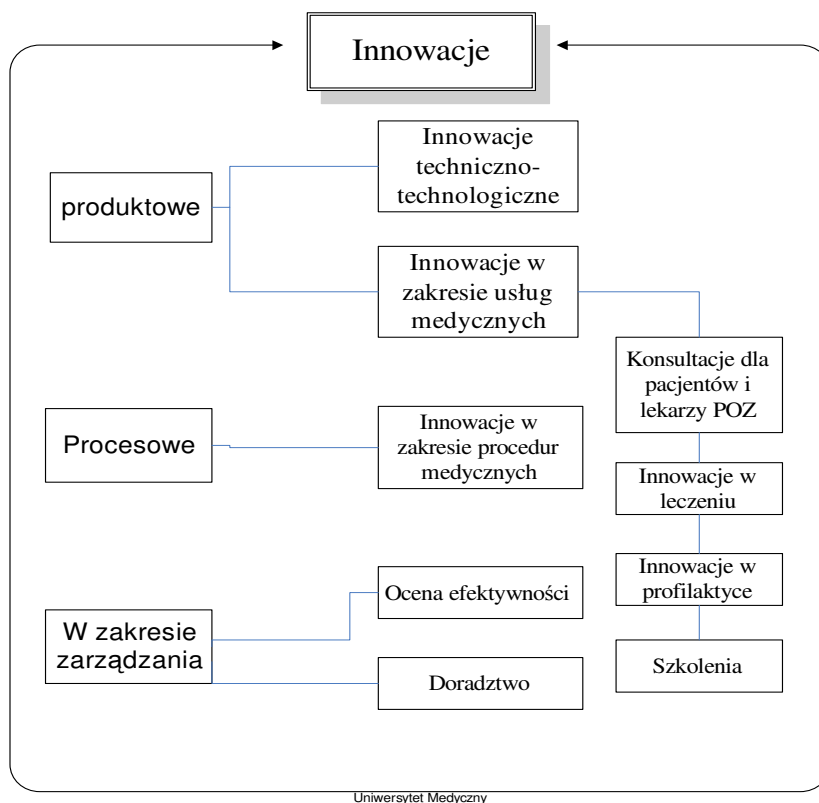 Innowacje
produktowe
Innowacje
techniczno-
technologiczne
Innowacje w
zakresie usług
medycznych
Konsultacje dla
pacjentów i
lekarzy POZ
Procesowe
Innowacje w
zakresie procedur
medycznych
Innowacje w
leczeniu
Innowacje w
profilaktyce
W zakresie
zarządzania
Ocena efektywności
Doradztwo
Szkolenia
Uniwersytet Medyczny